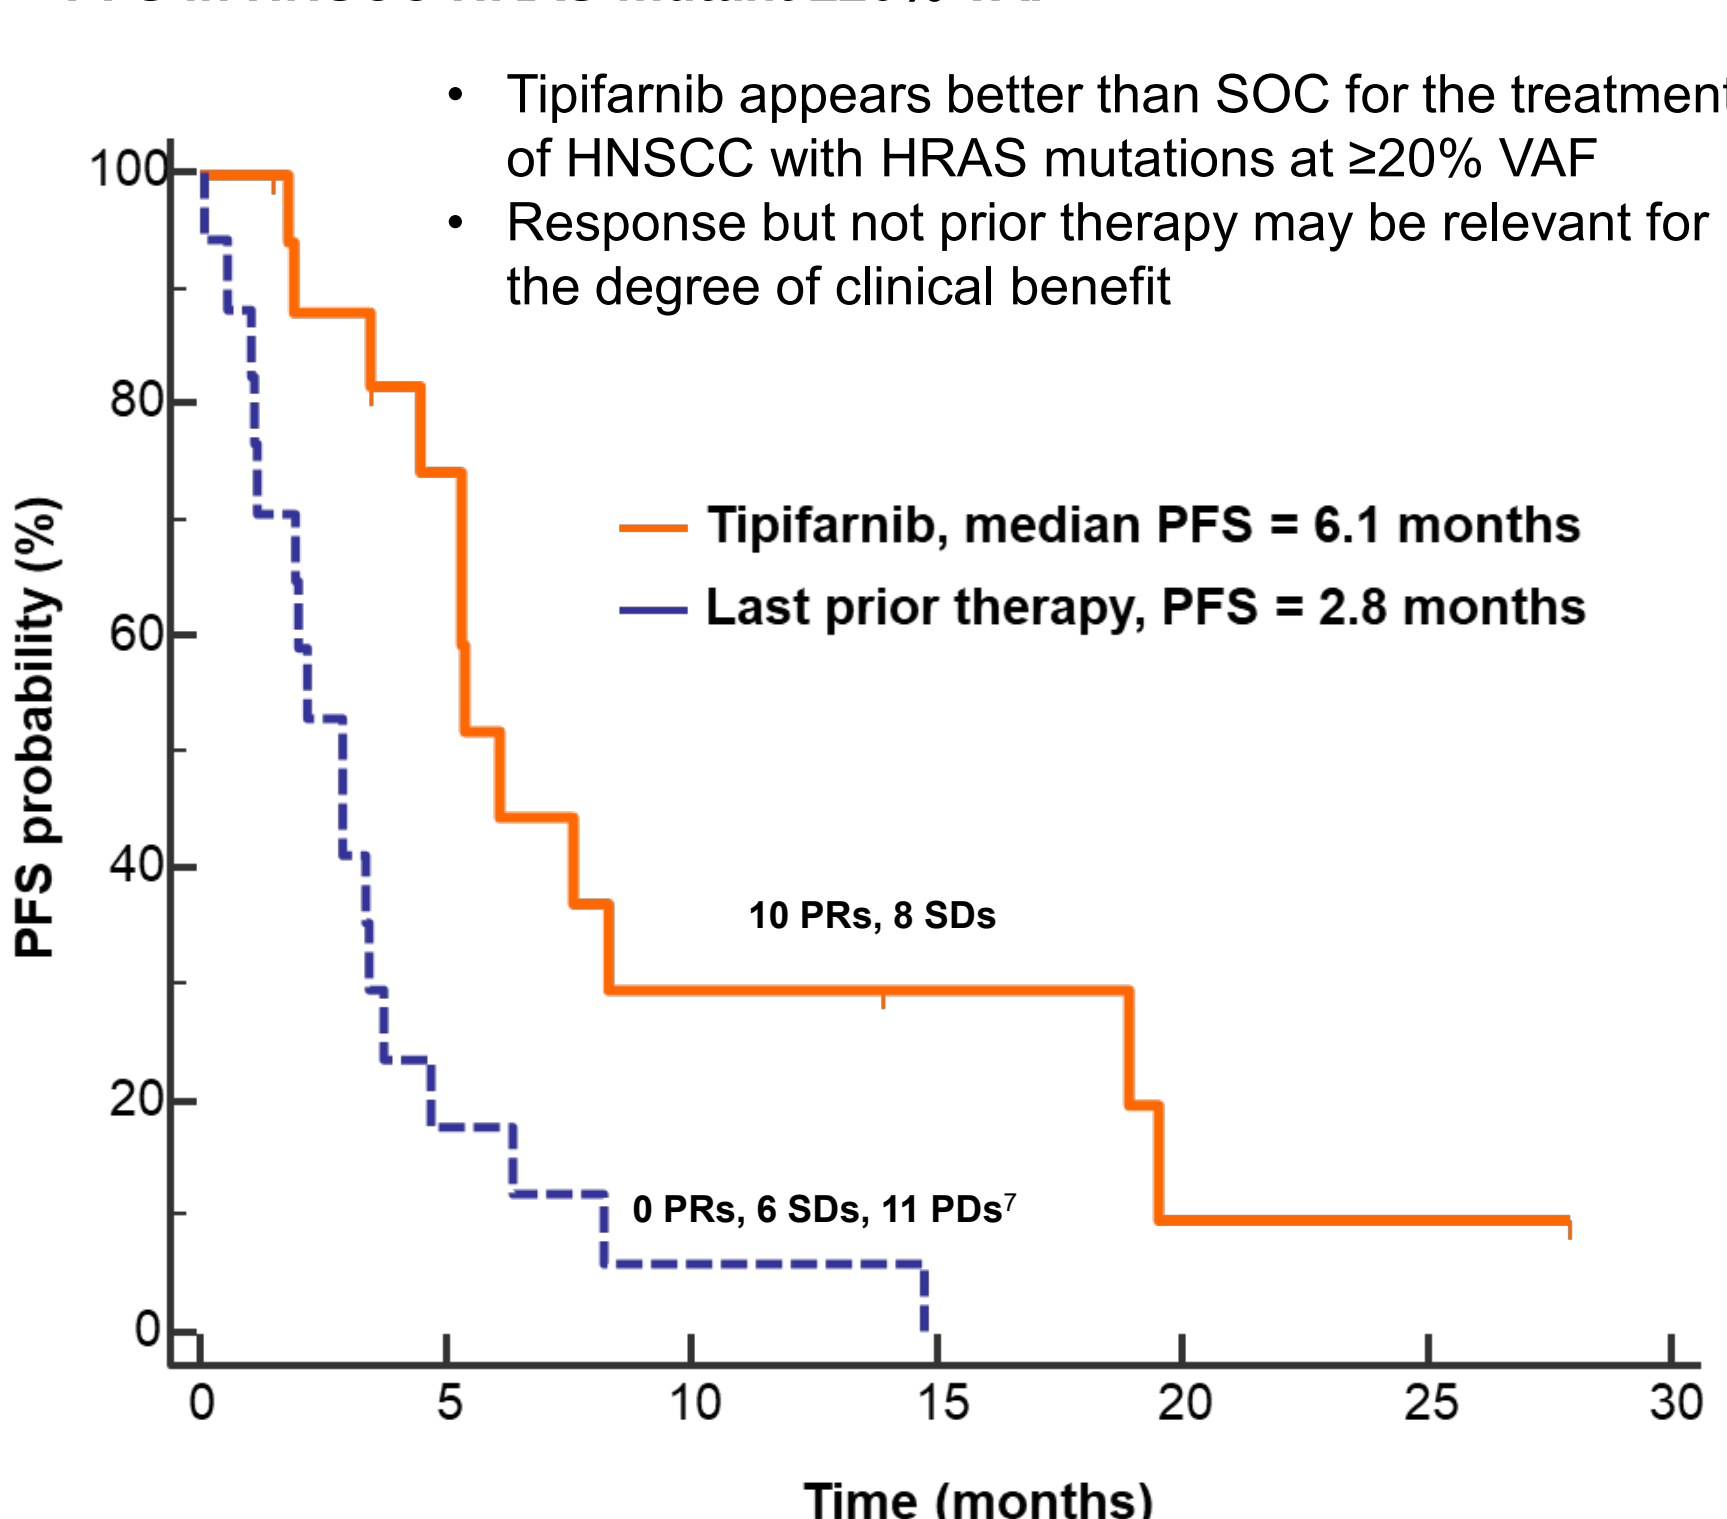 • Tipifarnib appears better than SOC for the treatment
of HNSCC with HRAS mutations at ≥20% VAF
• Response but not prior therapy may be relevant for
the degree of clinical benefit
100
80
60
40
20
0
PFS probability (%)
Tipifarnib, median PFS = 6.1 months
Last prior therapy, PFS = 2.8 months
10 PRs, 8 SDs
0 PRs, 6 SDs, 11 PDs⁷
0 5 10 15 20 25 30
Time (months)